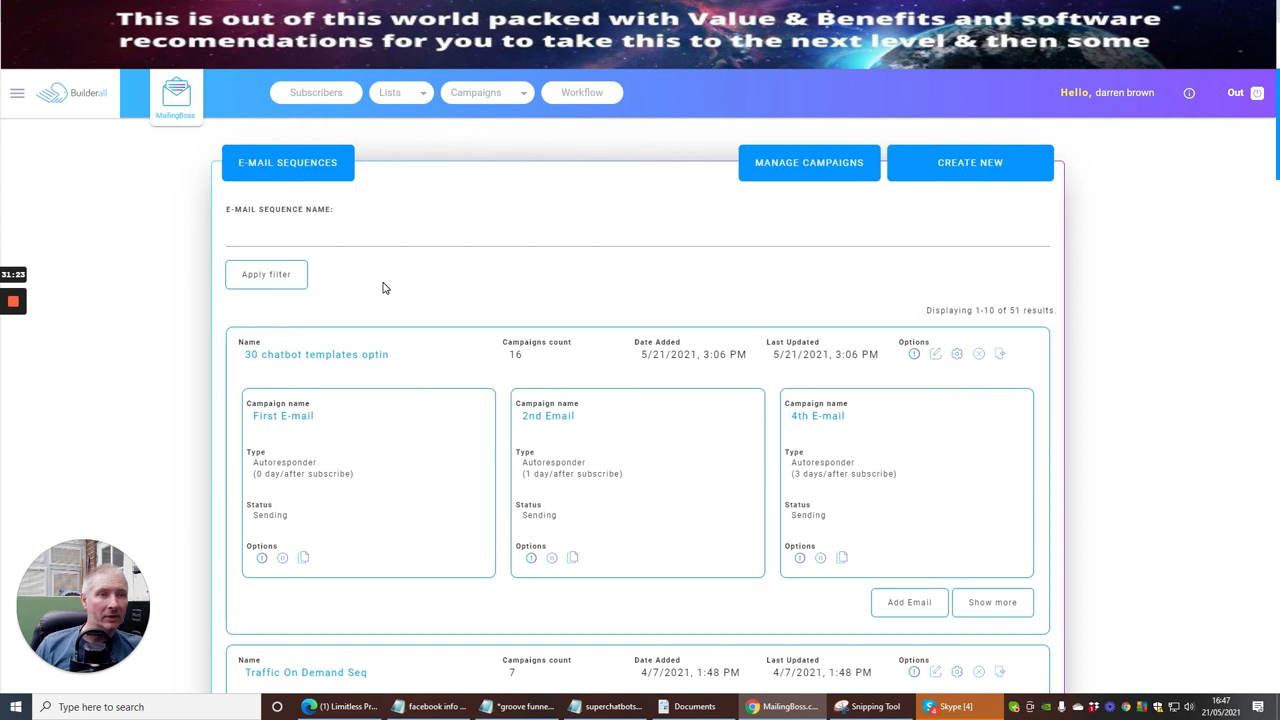 This is out of this world packed with Value & Benefits and software
recomendations for you to take this to the next level & then some
Builderall
MailingBoss
Subscribers
Lists
Campaigns
Workflow
Hello, darren brown
Out
E-MAIL SEQUENCES
MANAGE CAMPAIGNS
CREATE NEW
E-MAIL SEQUENCE NAME:
31:23
Apply filter
Displaying 1-10 of 51 results.
Name
Campaigns count
Date Added
Last Updated
Options
30 chatbot templates optin
16
5/21/2021, 3:06 PM
5/21/2021, 3:06 PM
Campaign name
First E-mail
Type
Autoresponder
(0 day/after subscribe)
Status
Sending
Options
Campaign name
2nd Email
Type
Autoresponder
(1 day/after subscribe)
Status
Sending
Options
Campaign name
4th E-mail
Type
Autoresponder
(3 days/after subscribe)
Status
Sending
Options
Add Email
Show more
Name
Campaigns count
Date Added
Last Updated
Options
Traffic On Demand Seq
7
4/7/2021, 1:48 PM
4/7/2021, 1:48 PM
Type here to search
Limitless Pr...
facebook info ...
*groove funne...
superchatbots...
Documents
MailingBoss.c...
Snipping Tool
Skype [4]
16:47
21/05/2021